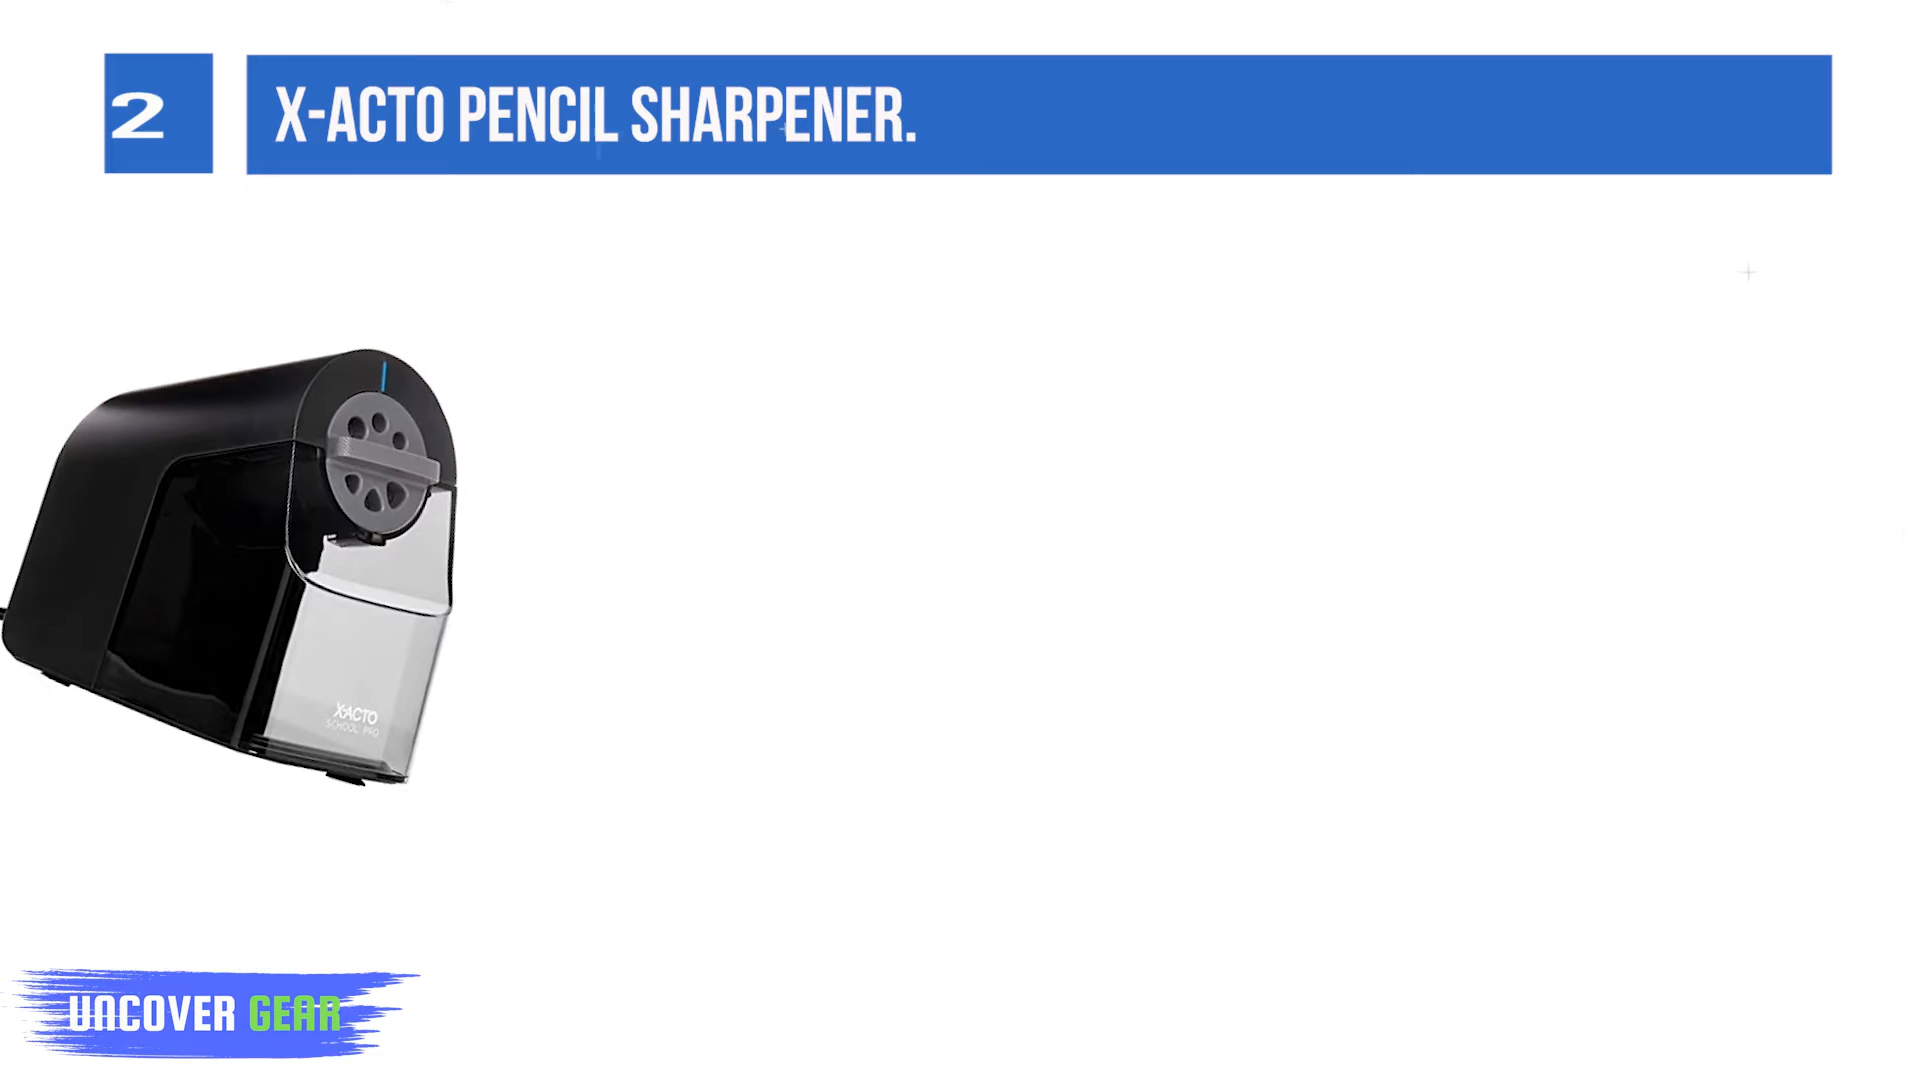 2
X-ACTO PENCIL SHARPENER.
X-ACTO
SCHOOL PRO
UNCOVER GEAR